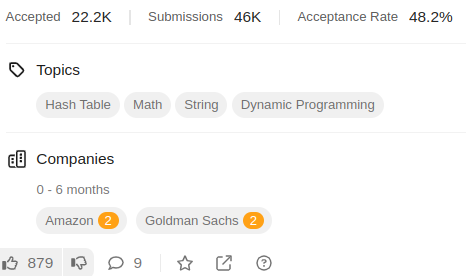 Accepted 22.2K Submissions 46K Acceptance Rate 48.2%
Topics
Hash Table Math String Dynamic Programming
Companies
0 - 6 months
Amazon 2 Goldman Sachs 2
879 9